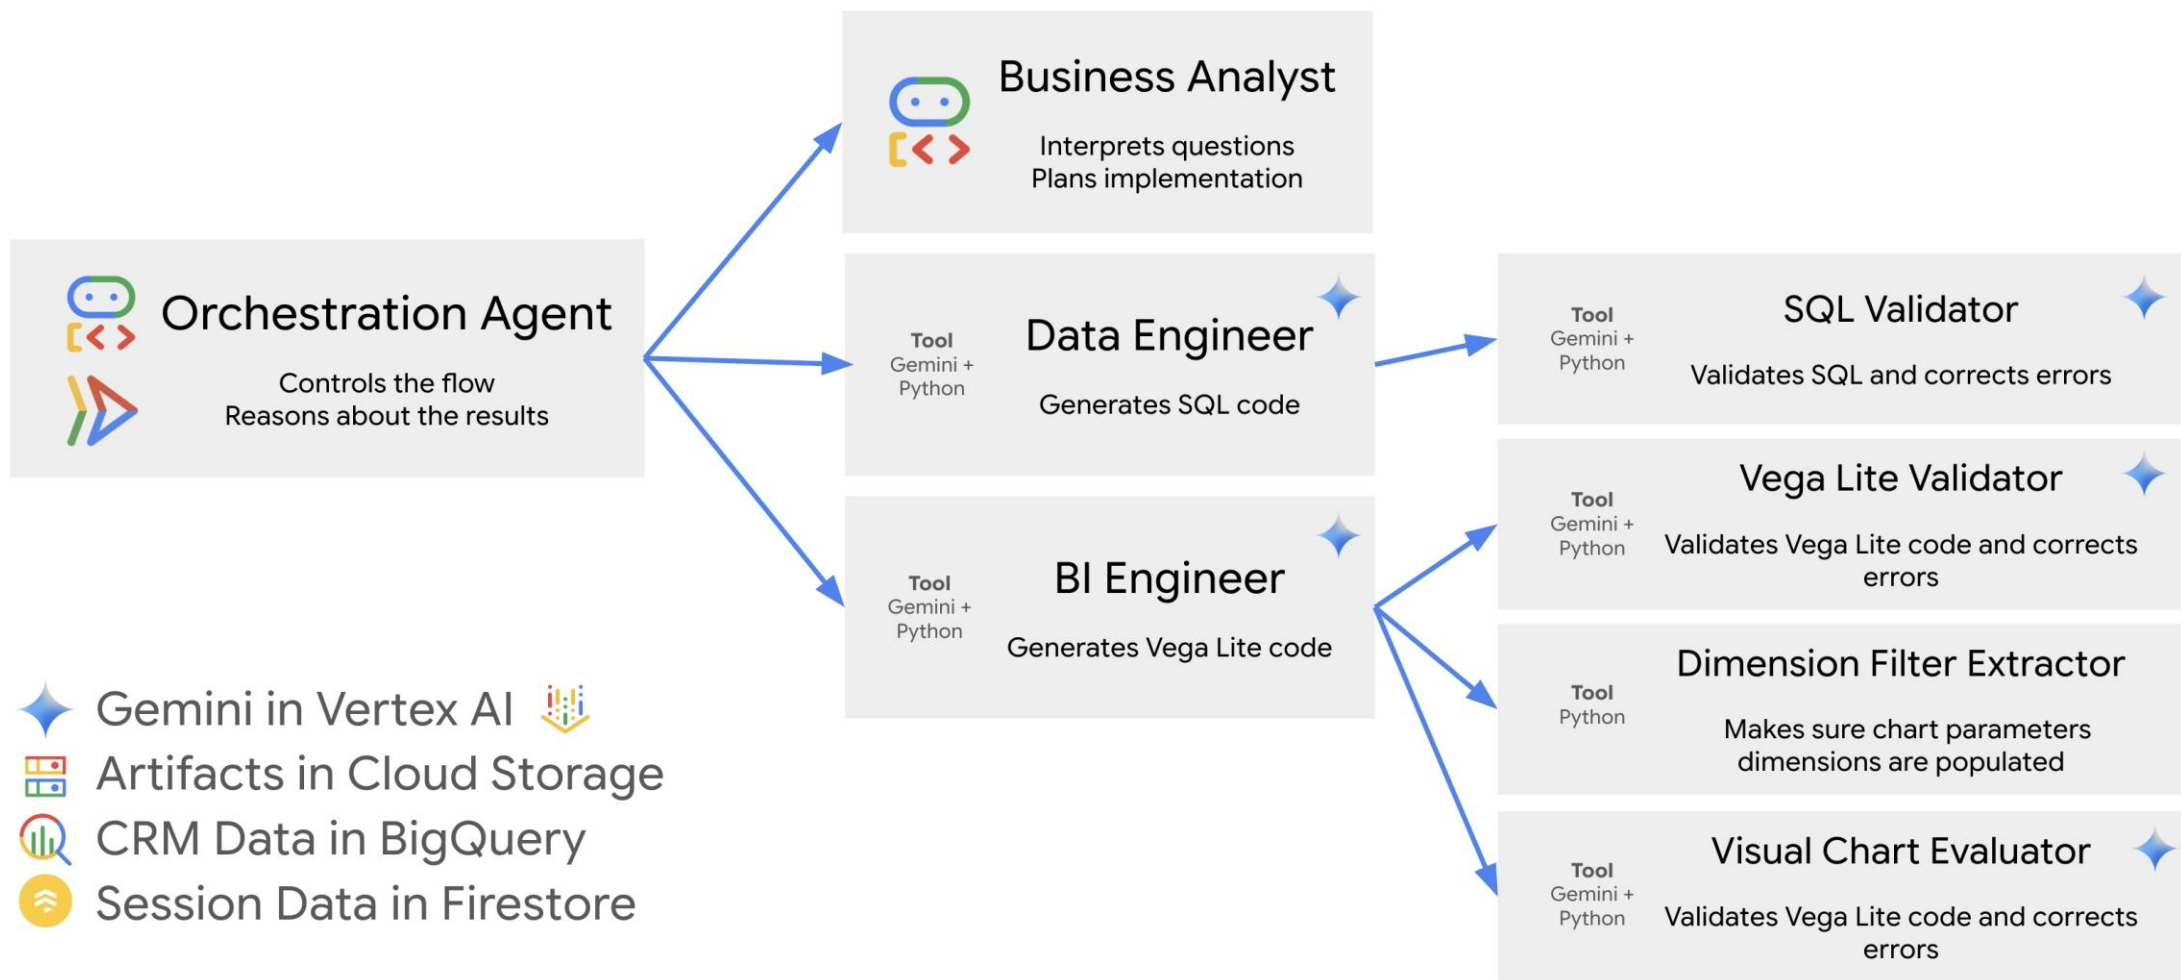 Business Analyst
Interprets questions
Plans implementation
Orchestration Agent
Controls the flow
Reasons about the results
Tool
Gemini +
Python
Data Engineer
Generates SQL code
Tool
Gemini +
Python
BI Engineer
Generates Vega Lite code
Tool
Gemini +
Python
SQL Validator
Validates SQL and corrects errors
Tool
Gemini +
Python
Vega Lite Validator
Validates Vega Lite code and corrects
errors
Tool
Python
Dimension Filter Extractor
Makes sure chart parameters
dimensions are populated
Tool
Gemini +
Python
Visual Chart Evaluator
Validates Vega Lite code and corrects
errors
Gemini in Vertex AI
Artifacts in Cloud Storage
CRM Data in BigQuery
Session Data in Firestore